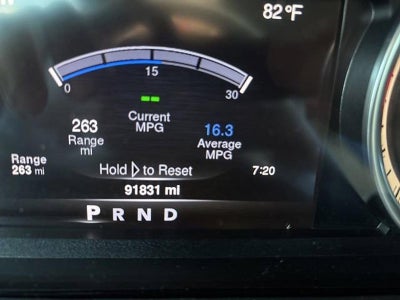 82°F
0 15 30
--
263
Range
mi
Current
MPG
16.3
Average
MPG
Range
263 mi
Hold ▷ to Reset
7:20
91831 mi
P R N D